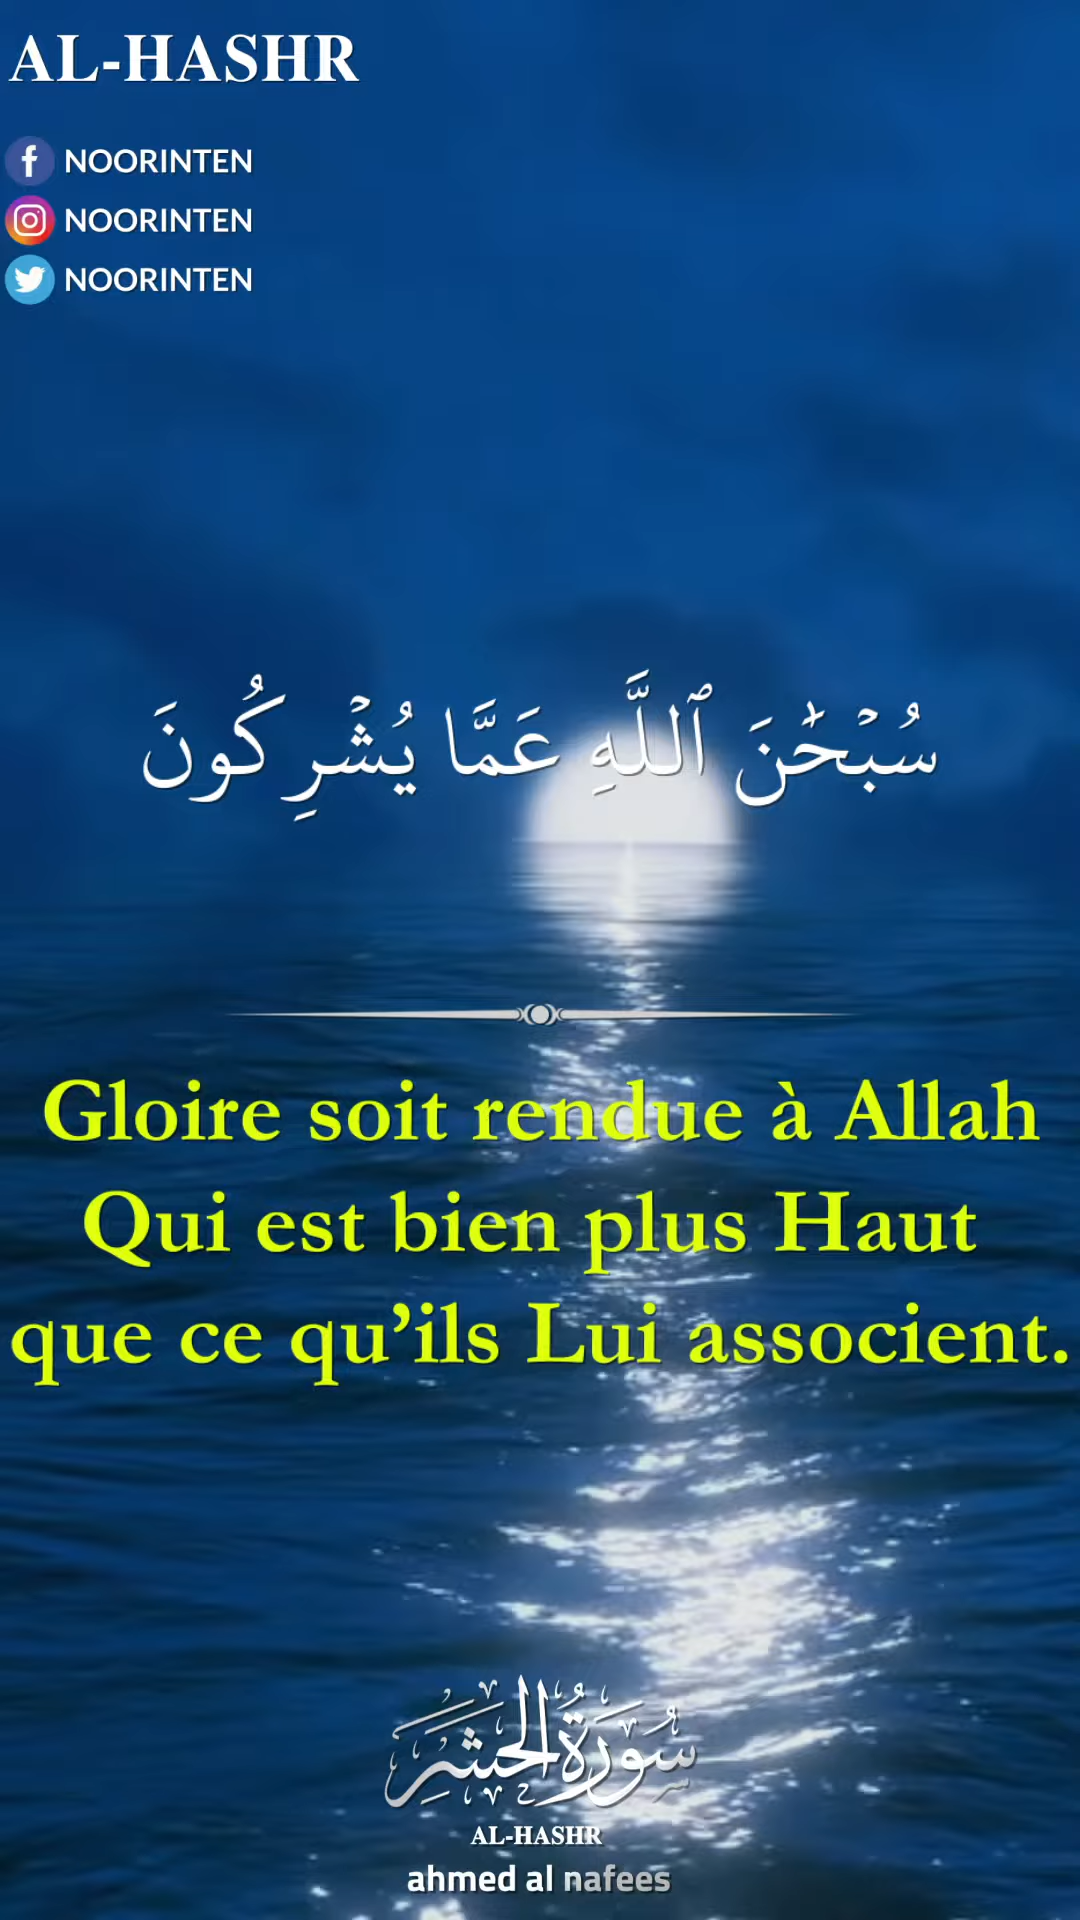 AL-HASHR
NOORINTEN
NOORINTEN
NOORINTEN
سُبۡحَٰنَ ٱللَّهِ عَمَّا يُشۡرِكُونَ
Gloire soit rendue à Allah
Qui est bien plus Haut
que ce qu’ils Lui associent.
سُورَةُ الحَشْرِ
AL-HASHR
ahmed al nafees